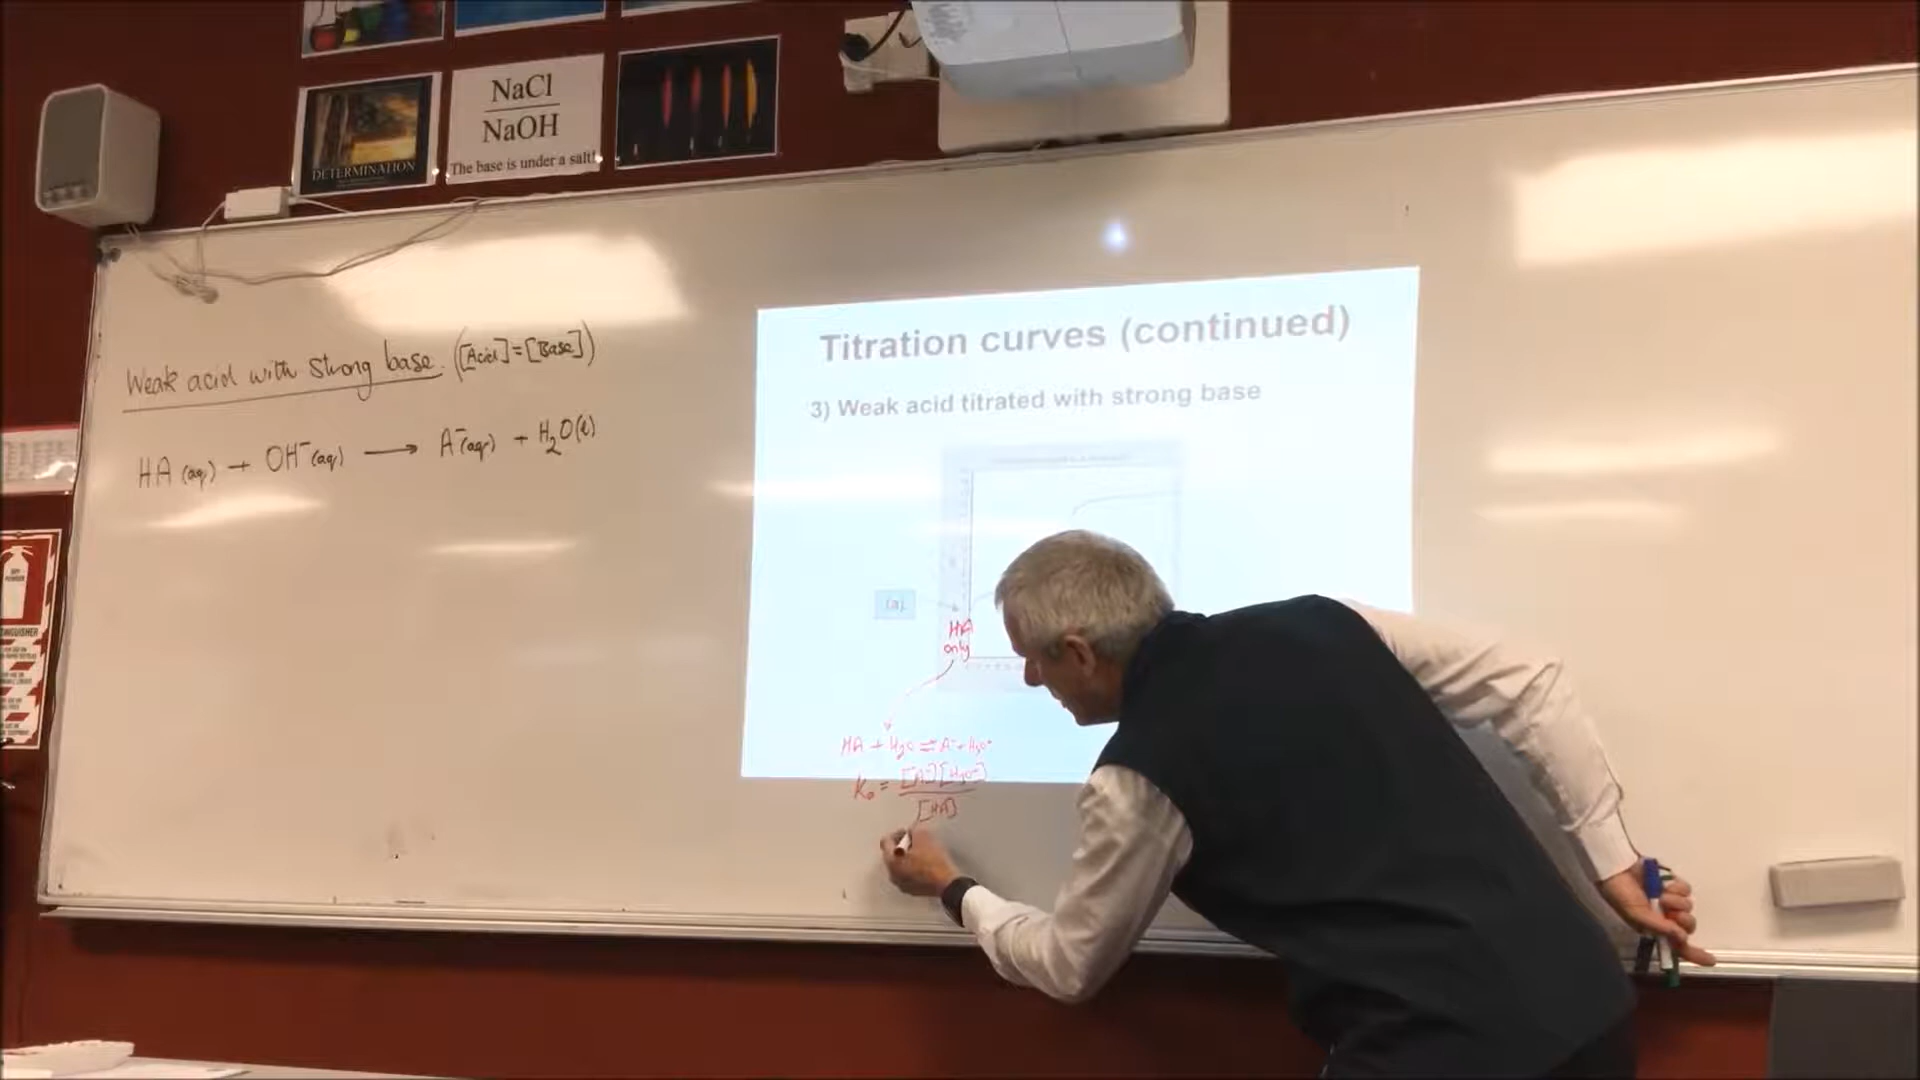 NaCl
NaOH
The base is under a salt!
DETERMINATION
Weak acid with strong base. ([Acid]=[Base])
HA (aq) + OH⁻(aq) ⟶ A⁻(aq) + H₂O(l)
Titration curves (continued)
3) Weak acid titrated with strong base
(a)
HA
only
HA + H₂O ⇌ A⁻ + H₃O⁺
Kₐ = [A⁻][H₃O⁺]
[HA]
DRY
POWDER